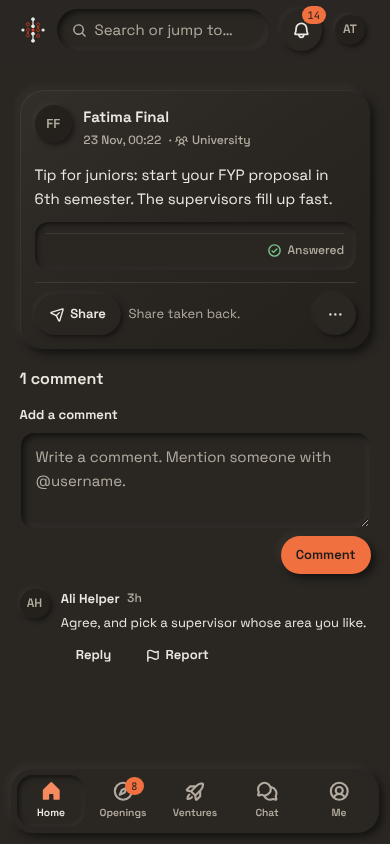 Search or jump to...
14
AT
FF
Fatima Final
23 Nov, 00:22 · University
Tip for juniors: start your FYP proposal in
6th semester. The supervisors fill up fast.
Answered
Share
Share taken back.
1 comment
Add a comment
Write a comment. Mention someone with
@username.
Comment
AH
Ali Helper 3h
Agree, and pick a supervisor whose area you like.
Reply
Report
8
Home
Openings
Ventures
Chat
Me